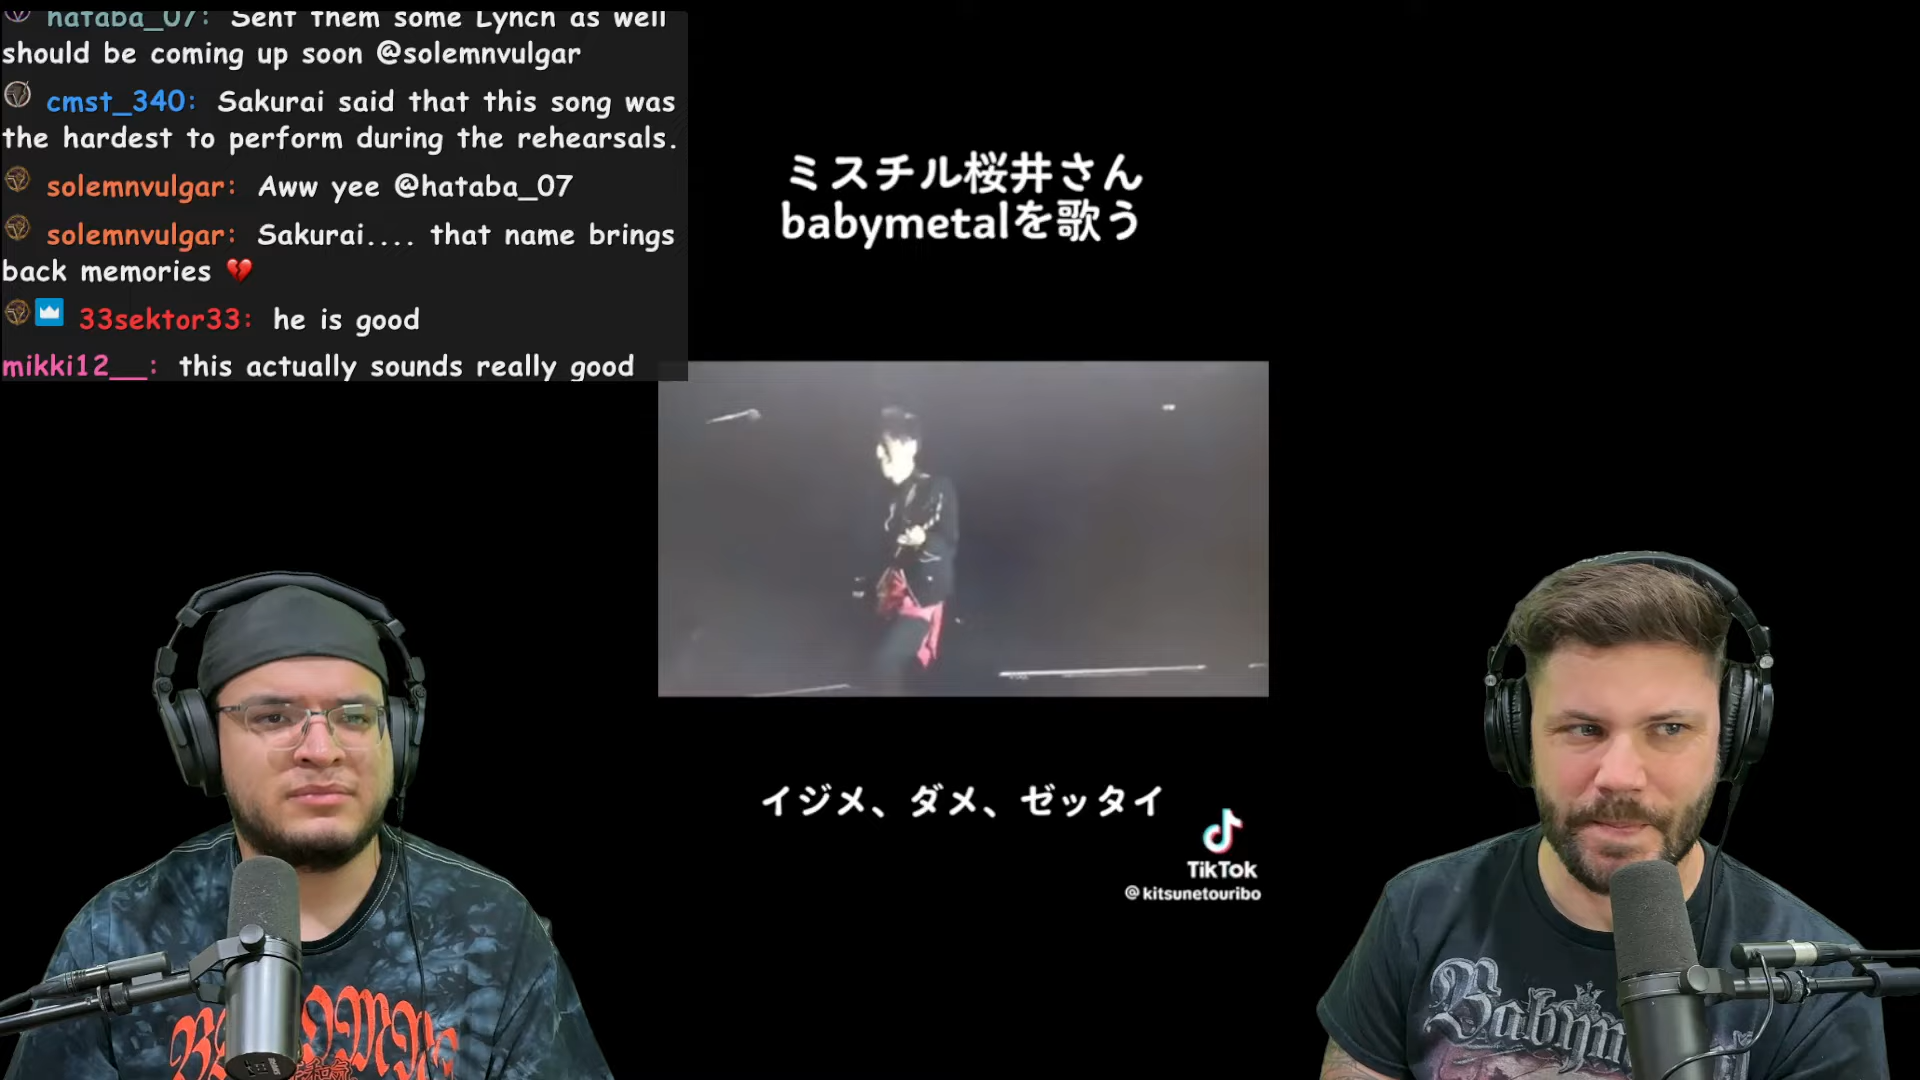 hataba_07: Sent them some Lynch as well
should be coming up soon @solemnvulgar
cmst_340: Sakurai said that this song was
the hardest to perform during the rehearsals.
solemnvulgar: Aww yee @hataba_07
solemnvulgar: Sakurai.... that name brings
back memories 💔
33sektor33: he is good
mikki12__: this actually sounds really good
ミスチル桜井さん
babymetalを歌う
イジメ、ダメ、ゼッタイ
TikTok
@kitsunetouribo